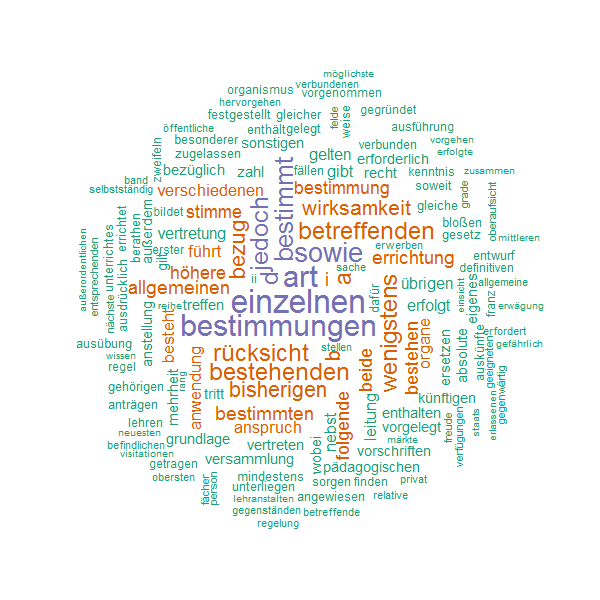 möglichste
verbundenen
organismus
vorgenommen
hervorgehen
festgestellt
gleicher
felde
weise
gegründet
öffentliche
enthält
gelegt
ausführung
besonderer
sonstigen
verbunden
vorgehen
zweifeln
zugelassen
gelten
erforderlich
erfolgte
bezüglich
zahl
fällen
gibt
recht
kenntnis
zusammen
band
selbstständig
verschiedenen
bestimmt
bestimmung
soweit
grade
oberaufsicht
jedoch
wirksamkeit
gleiche
bildet
stimme
bezug
betreffenden
bloßen
gesetz
mittleren
außerordentlichen
entsprechenden
unterrichtes
errichtet
berathen
außerdem
vertretung
erster
führt
sowie
erwerben
errichtung
entwurf
definitiven
gilt
höhere
d
ii
art
i
a
sache
dafür
übrigen
eigenes
einsicht
franz
allgemeine
nächste
ausdrücklich
allgemeinen
reihe
treffen
einzelnen
wenigstens
erfolgt
erwägung
anstellung
besteht
bestimmungen
bestehen
organe
ersetzen
absolute
auskünfte
geeigneten
erfordert
gefährlich
ausübung
wissen
regel
rücksicht
b
stellen
beide
gegenwärtig
erlassenen
gehörigen
mehrheit
rang
anwendung
bestehenden
bisherigen
tritt
folgende
leitung
künftigen
staats
anträgen
bestimmten
nebst
enthalten
freude
verfügungen
lehren
anspruch
vorgelegt
neuesten
grundlage
vertreten
wobei
märkte
befindlichen
visitationen
versammlung
vorschriften
getragen
pädagogischen
obersten
fächer
person
mindestens
sorgen
finden
privat
unterliegen
lehranstalten
angewiesen
relative
gegenständen
betreffende
regelung